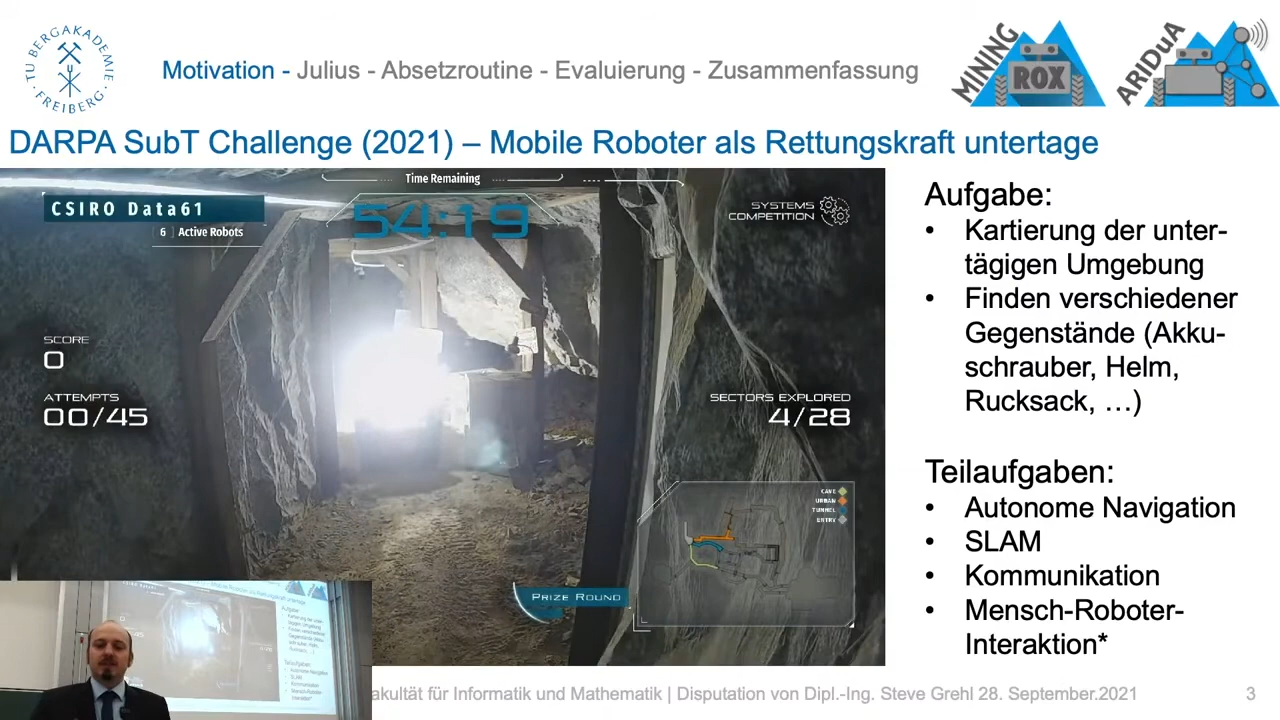 TU BERGAKADEMIE
FREIBERG
Motivation - Julius - Absetzroutine - Evaluierung - Zusammenfassung
MINING
ROX
ARIDuA
DARPA SubT Challenge (2021) – Mobile Roboter als Rettungskraft untertage
Time Remaining
54:19
CSIRO Data61
6 | Active Robots
SYSTEMS
COMPETITION
SCORE
0
ATTEMPTS
00/45
SECTORS EXPLORED
4/28
CAVE
URBAN
TUNNEL
ENTRY
PRIZE ROUND
Aufgabe:
• Kartierung der unter-
tägigen Umgebung
• Finden verschiedener
Gegenstände (Akku-
schrauber, Helm,
Rucksack, …)
Teilaufgaben:
• Autonome Navigation
• SLAM
• Kommunikation
• Mensch-Roboter-
Interaktion*
akultät für Informatik und Mathematik | Disputation von Dipl.-Ing. Steve Grehl 28. September.2021
3